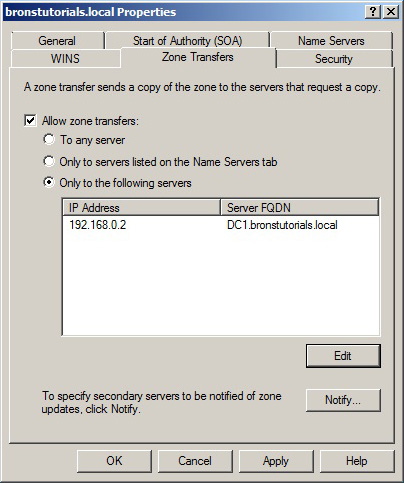 bronstutorials.local Properties
General Start of Authority (SOA) Name Servers
WINS Zone Transfers Security
A zone transfer sends a copy of the zone to the servers that request a copy.
Allow zone transfers:
To any server
Only to servers listed on the Name Servers tab
Only to the following servers
IP Address Server FQDN
192.168.0.2 DC1.bronstutorials.local
Edit
To specify secondary servers to be notified of zone
updates, click Notify.
Notify...
OK Cancel Apply Help